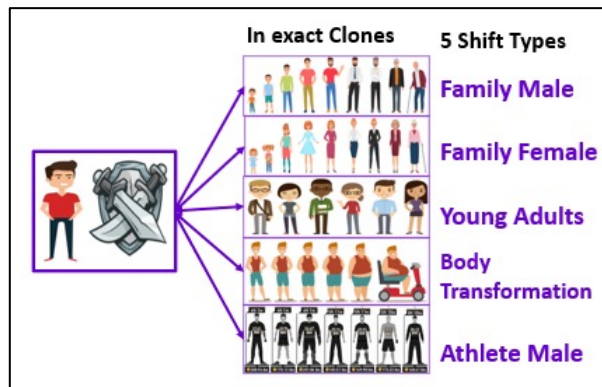 In exact Clones
5 Shift Types
Family Male
Family Female
Young Adults
Body
Transformation
Athlete Male